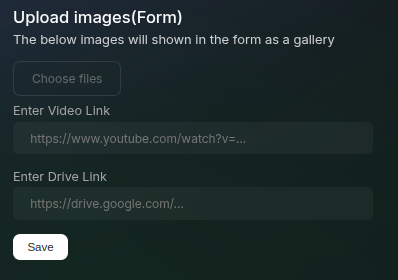 Upload images(Form)
The below images will shown in the form as a gallery
Choose files
Enter Video Link
https://www.youtube.com/watch?v=...
Enter Drive Link
https://drive.google.com/...
Save